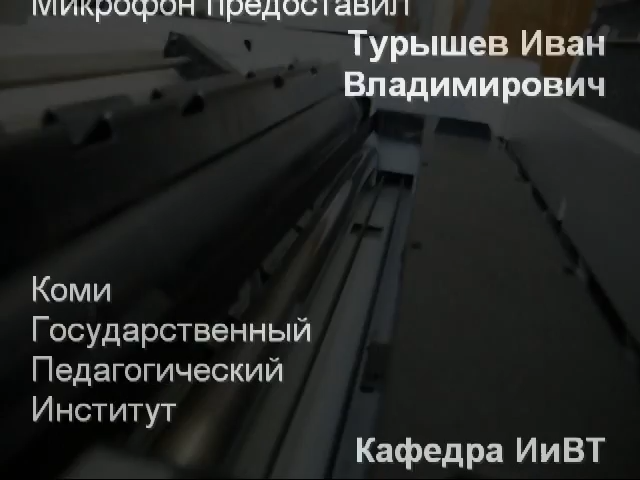 Микрофон предоставил
Турышев Иван
Владимирович
Коми
Государственный
Педагогический
Институт
Кафедра ИиВТ